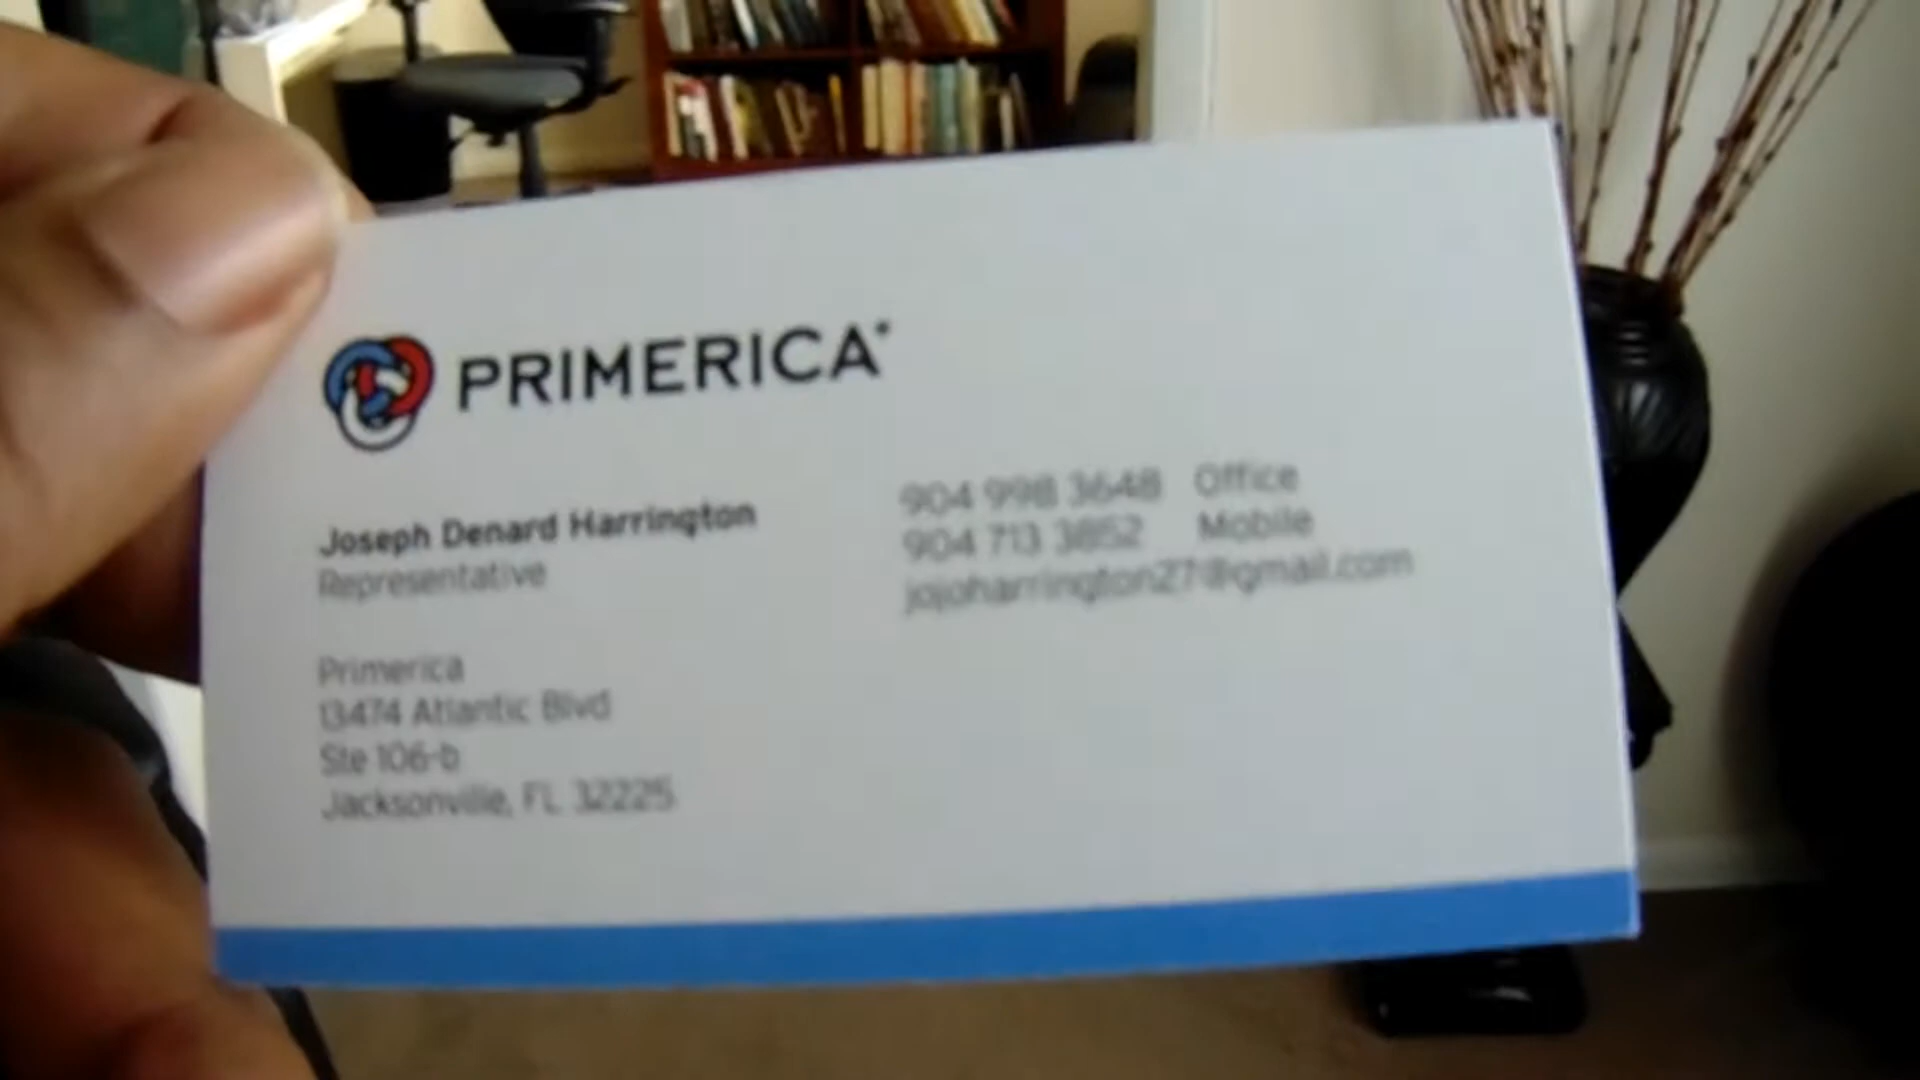 PRIMERICA
Joseph Denard Harrington
Representative
Primerica
13474 Atlantic Blvd
Ste 106-b
Jacksonville, FL 32225
904 998 3648 Office
904 713 3852 Mobile
jojoharrington27@gmail.com